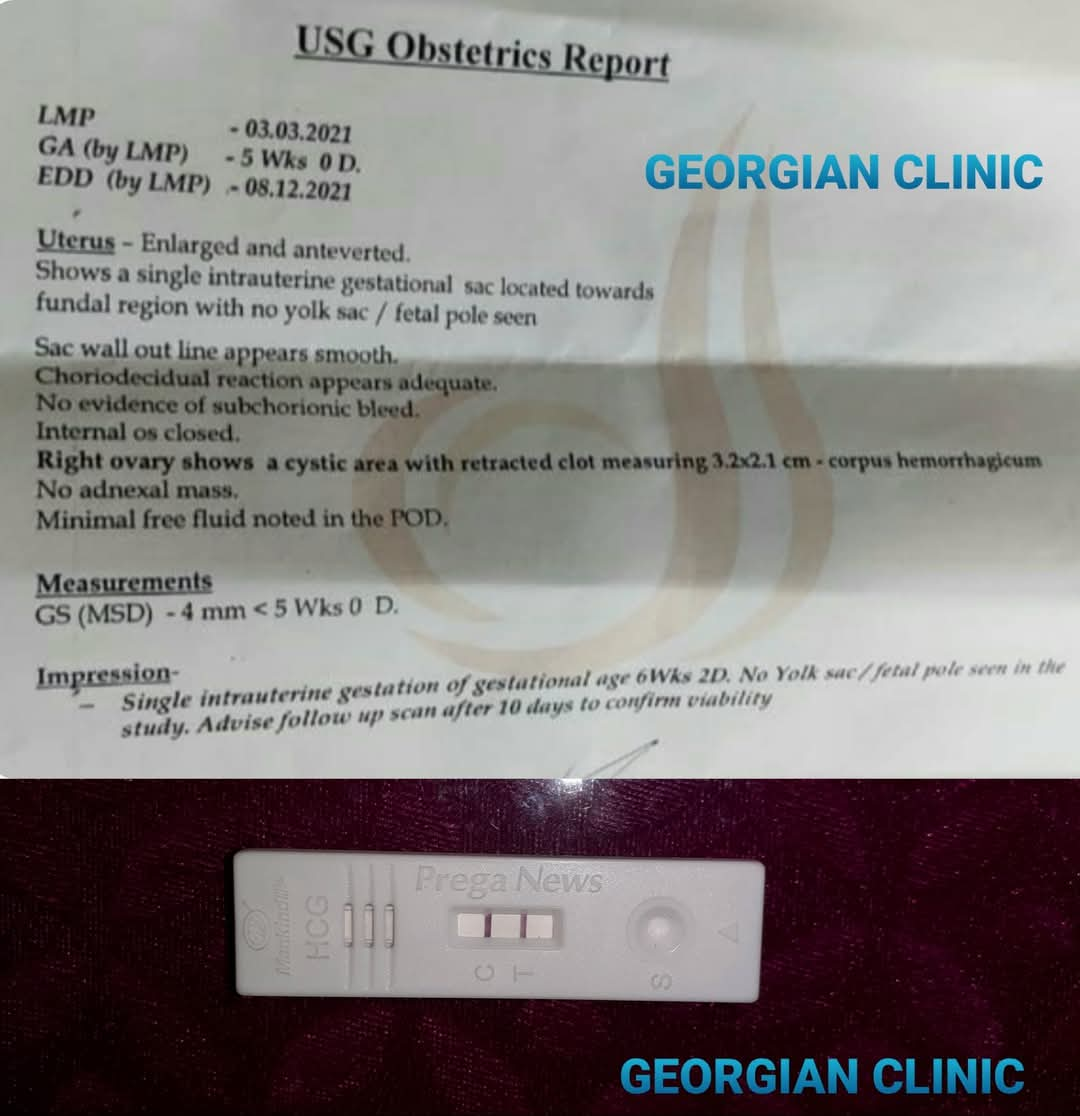 USG Obstetrics Report
LMP - 03.03.2021
GA (by LMP) - 5 Wks 0 D.
EDD (by LMP) - 08.12.2021
GEORGIAN CLINIC
Uterus – Enlarged and anteverted.
Shows a single intrauterine gestational sac located towards
fundal region with no yolk sac / fetal pole seen
Sac wall out line appears smooth.
Choriodecidual reaction appears adequate.
No evidence of subchorionic bleed.
Internal os closed.
Right ovary shows a cystic area with retracted clot measuring 3.2x2.1 cm - corpus hemorrhagicum
No adnexal mass.
Minimal free fluid noted in the POD.
Measurements
GS (MSD) - 4 mm < 5 Wks 0 D.
Impression-
– Single intrauterine gestation of gestational age 6Wks 2D. No Yolk sac / fetal pole seen in the
study. Advise follow up scan after 10 days to confirm viability
Prega News
Mankind
HCG
C T
S
GEORGIAN CLINIC